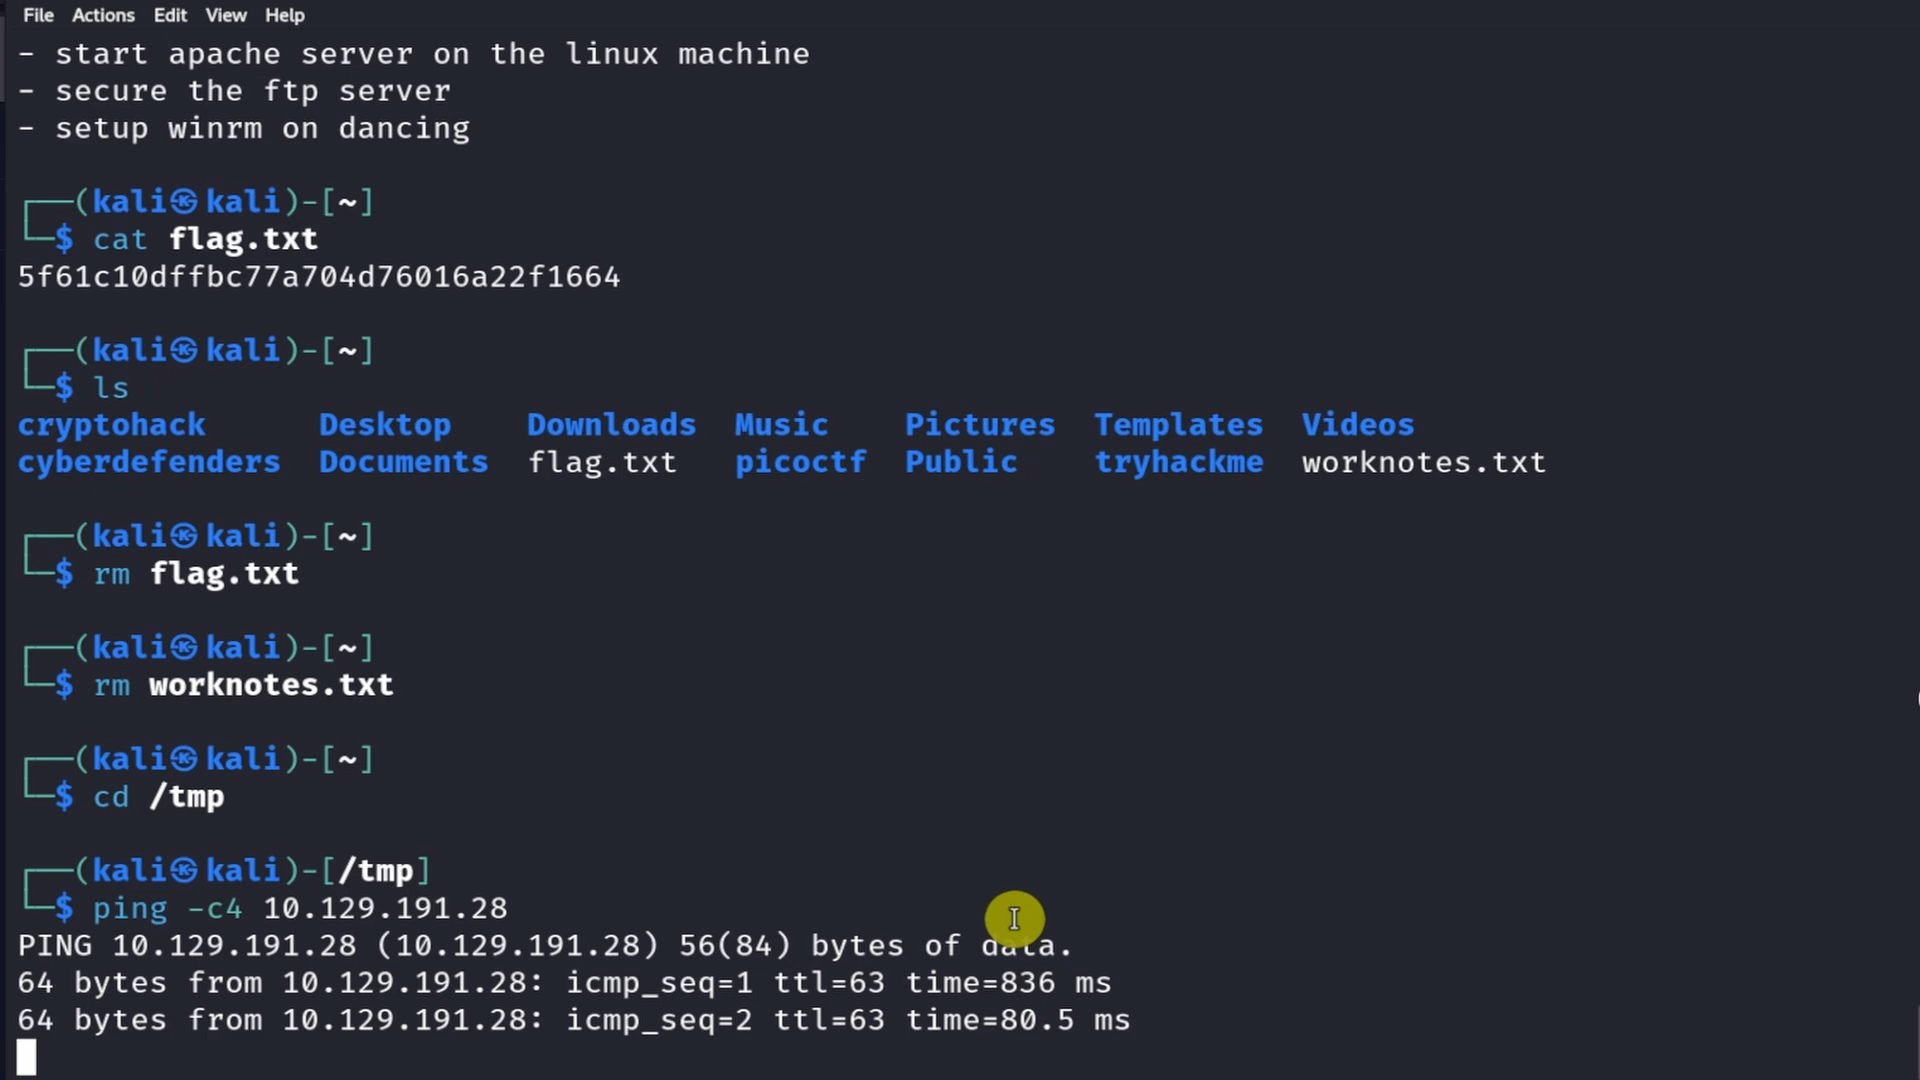 File Actions Edit View Help
- start apache server on the linux machine
- secure the ftp server
- setup winrm on dancing
┌──(kali㉿kali)-[~]
└─$ cat flag.txt
5f61c10dffbc77a704d76016a22f1664
┌──(kali㉿kali)-[~]
└─$ ls
cryptohack Desktop Downloads Music Pictures Templates Videos
cyberdefenders Documents flag.txt picoctf Public tryhackme worknotes.txt
┌──(kali㉿kali)-[~]
└─$ rm flag.txt
┌──(kali㉿kali)-[~]
└─$ rm worknotes.txt
┌──(kali㉿kali)-[~]
└─$ cd /tmp
┌──(kali㉿kali)-[/tmp]
└─$ ping -c4 10.129.191.28
PING 10.129.191.28 (10.129.191.28) 56(84) bytes of data.
64 bytes from 10.129.191.28: icmp_seq=1 ttl=63 time=836 ms
64 bytes from 10.129.191.28: icmp_seq=2 ttl=63 time=80.5 ms